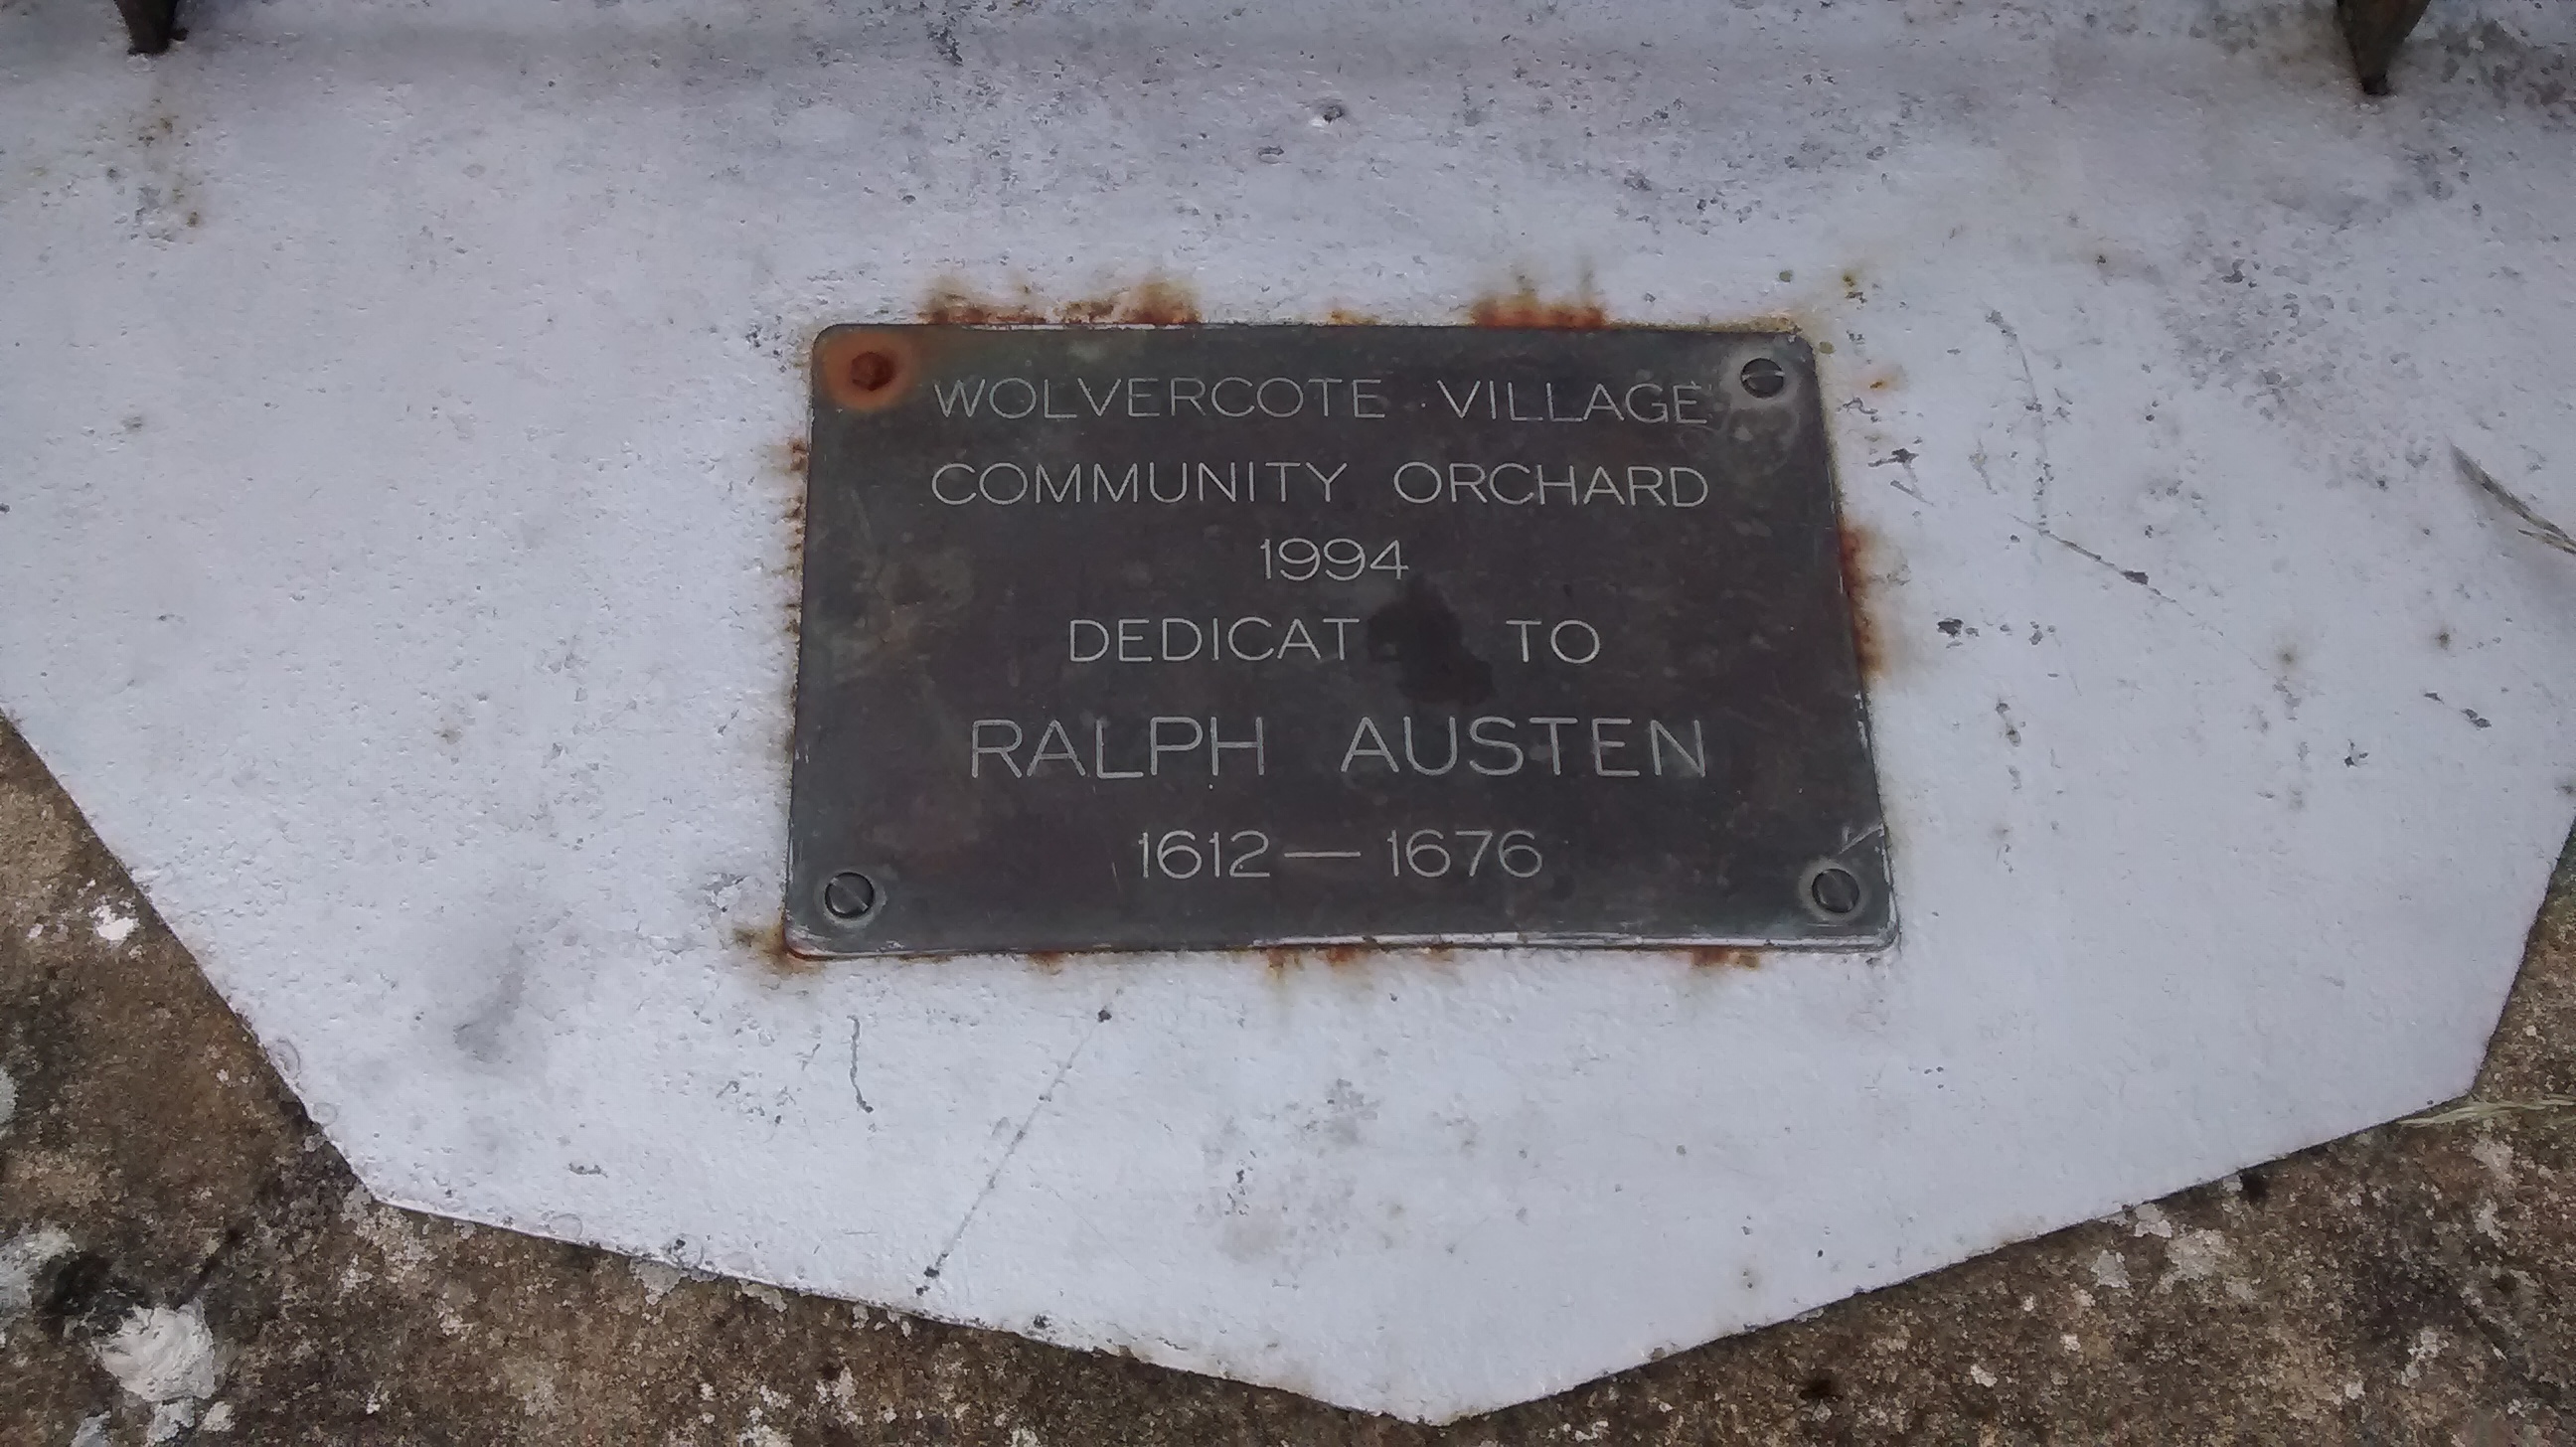 WOLVERCOTE VILLAGE
COMMUNITY ORCHARD
1994
DEDICAT TO
RALPH AUSTEN
1612 — 1676